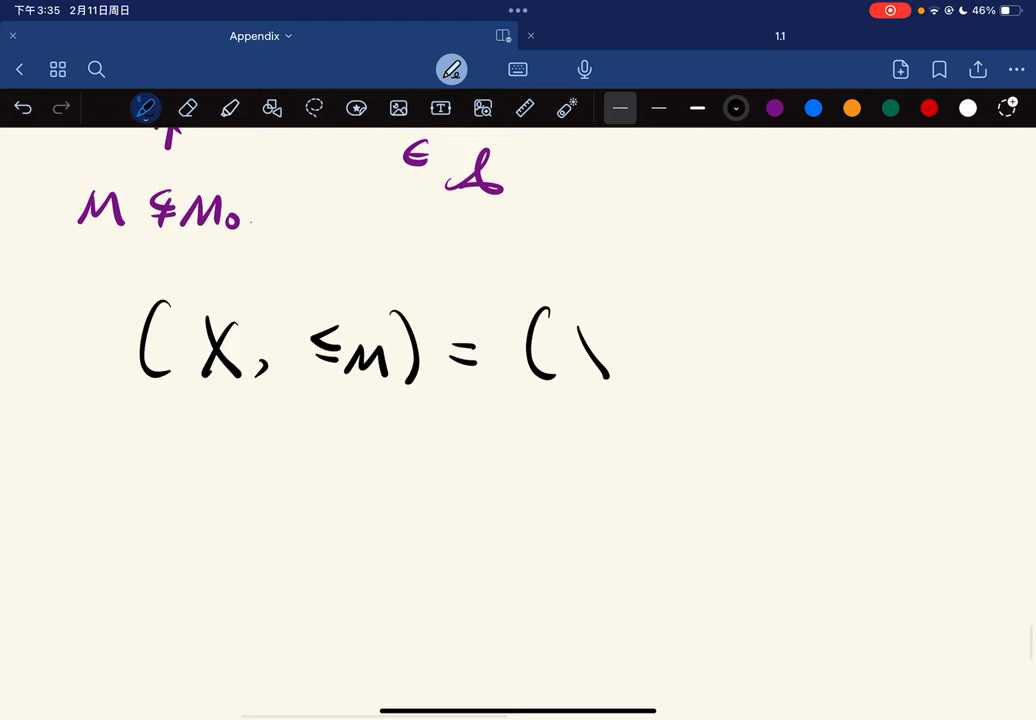 下午3:35 2月11日周日
46%
Appendix
1.1
∈
M ⊊ M₀
(X, ≤M) = (